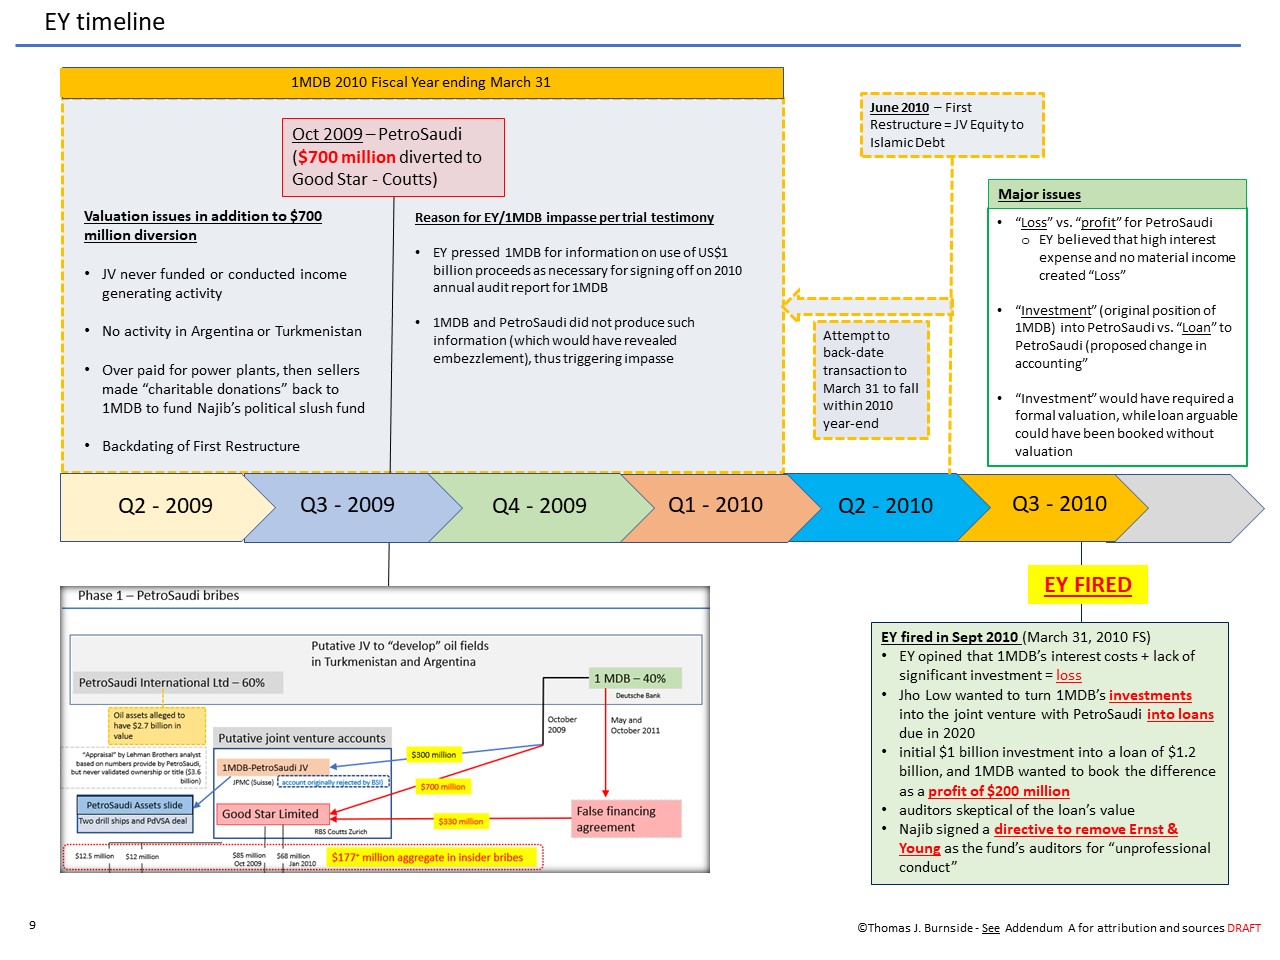 EY timeline
1MDB 2010 Fiscal Year ending March 31
Oct 2009 – PetroSaudi
($700 million diverted to
Good Star - Coutts)
Valuation issues in addition to $700
million diversion
• JV never funded or conducted income
generating activity
• No activity in Argentina or Turkmenistan
• Over paid for power plants, then sellers
made “charitable donations” back to
1MDB to fund Najib’s political slush fund
• Backdating of First Restructure
Reason for EY/1MDB impasse per trial testimony
• EY pressed 1MDB for information on use of US$1
billion proceeds as necessary for signing off on 2010
annual audit report for 1MDB
• 1MDB and PetroSaudi did not produce such
information (which would have revealed
embezzlement), thus triggering impasse
June 2010 – First
Restructure = JV Equity to
Islamic Debt
Attempt to
back-date
transaction to
March 31 to fall
within 2010
year-end
Major issues
• “Loss” vs. “profit” for PetroSaudi
o EY believed that high interest
expense and no material income
created “Loss”
• “Investment” (original position of
1MDB) into PetroSaudi vs. “Loan” to
PetroSaudi (proposed change in
accounting”
• “Investment” would have required a
formal valuation, while loan arguable
could have been booked without
valuation
Q2 - 2009
Q3 - 2009
Q4 - 2009
Q1 - 2010
Q2 - 2010
Q3 - 2010
Phase 1 – PetroSaudi bribes
Putative JV to “develop” oil fields
in Turkmenistan and Argentina
PetroSaudi International Ltd – 60%
1 MDB – 40%
Deutsche Bank
Oil assets alleged to
have $2.7 billion in
value
October
2009
May and
October 2011
“Appraisal” by Lehman Brothers analyst
based on numbers provide by PetroSaudi,
but never validated ownership or title ($3.6
billion)
Putative joint venture accounts
1MDB-PetroSaudi JV
JPMC (Suisse) account originally rejected by BSI)
$300 million
$700 million
PetroSaudi Assets slide
Two drill ships and PdVSA deal
Good Star Limited
RBS Coutts Zurich
$330 million
False financing
agreement
$12.5 million
$12 million
$85 million
Oct 2009
$68 million
Jan 2010
$177+ million aggregate in insider bribes
EY FIRED
EY fired in Sept 2010 (March 31, 2010 FS)
• EY opined that 1MDB’s interest costs + lack of
significant investment = loss
• Jho Low wanted to turn 1MDB’s investments
into the joint venture with PetroSaudi into loans
due in 2020
• initial $1 billion investment into a loan of $1.2
billion, and 1MDB wanted to book the difference
as a profit of $200 million
• auditors skeptical of the loan’s value
• Najib signed a directive to remove Ernst &
Young as the fund’s auditors for “unprofessional
conduct”
9
©Thomas J. Burnside - See Addendum A for attribution and sources DRAFT